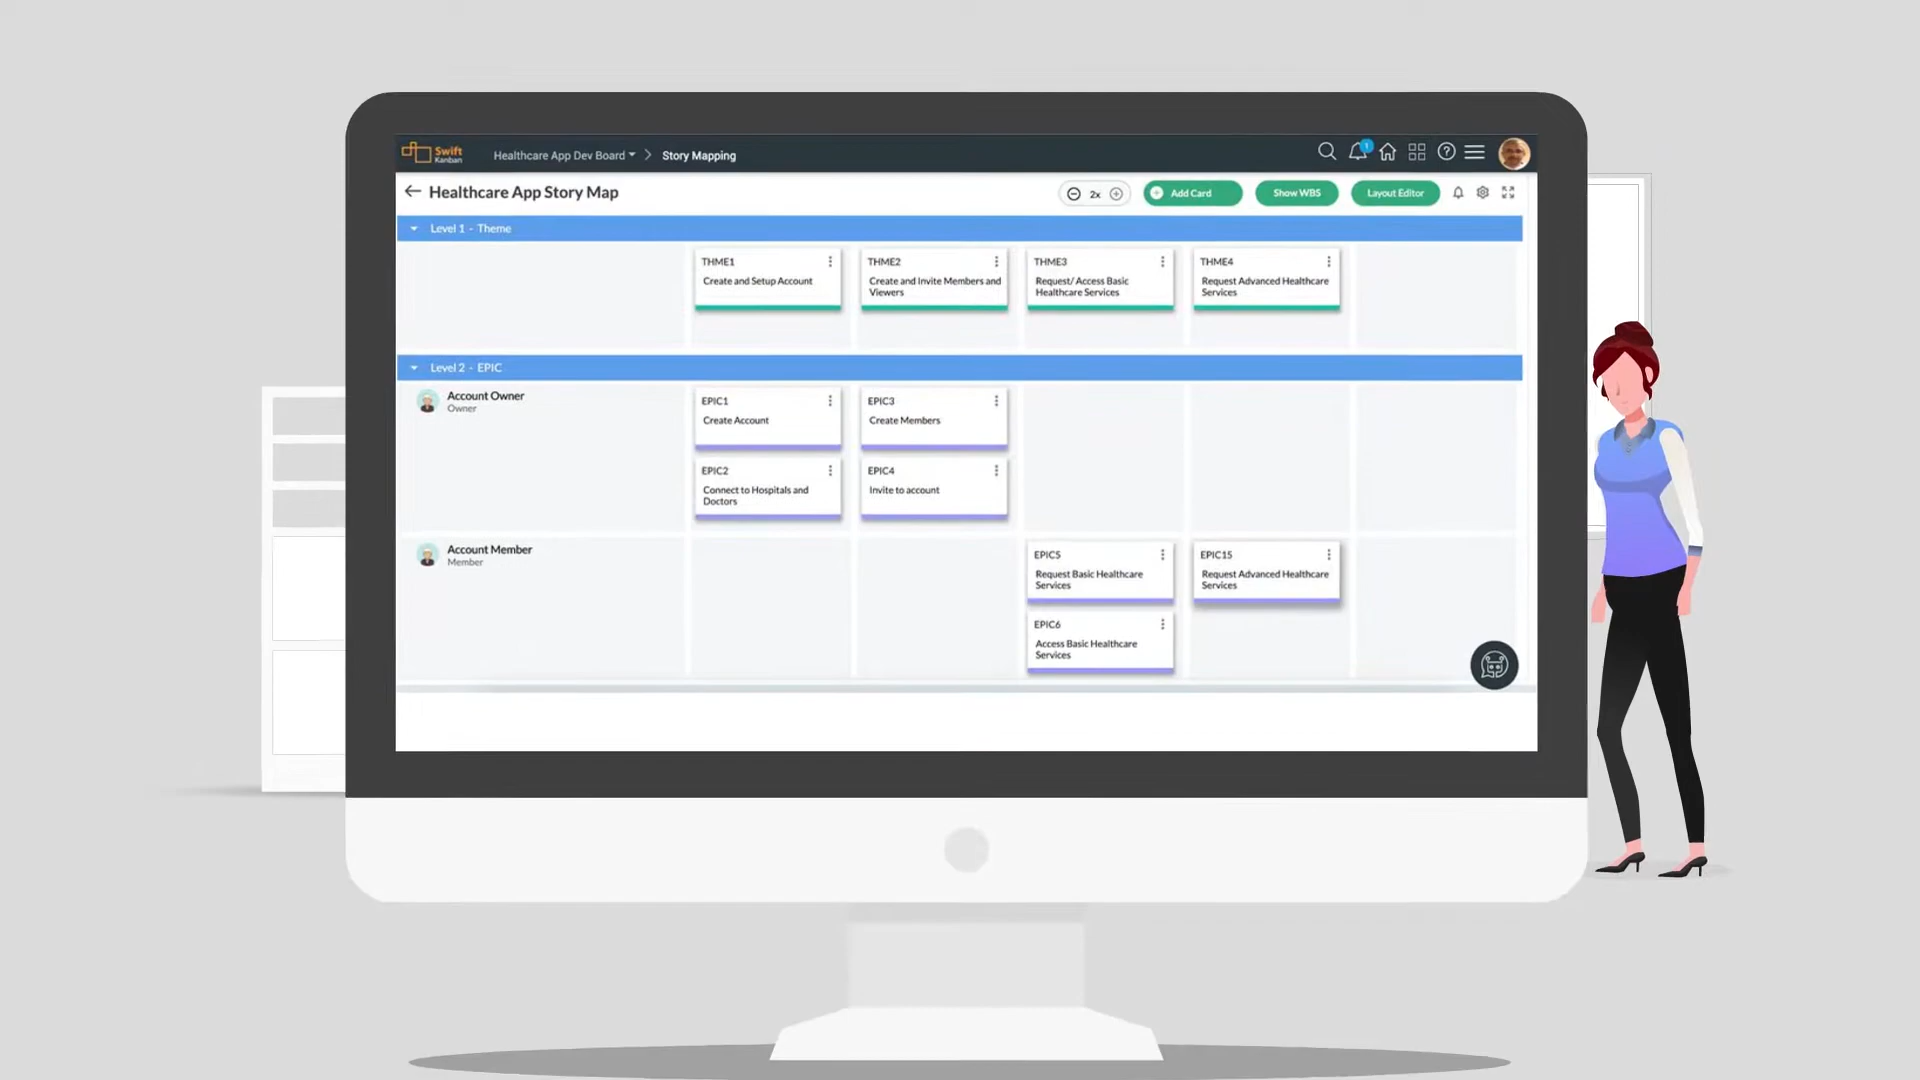 Swift
Kanban
Healthcare App Dev Board
Story Mapping
1
Healthcare App Story Map
2x
Add Card
Show WBS
Layout Editor
Level 1 - Theme
THME1
Create and Setup Account
THME2
Create and Invite Members and
Viewers
THME3
Request/ Access Basic
Healthcare Services
THME4
Request Advanced Healthcare
Services
Level 2 - EPIC
Account Owner
Owner
EPIC1
Create Account
EPIC3
Create Members
EPIC2
Connect to Hospitals and
Doctors
EPIC4
Invite to account
Account Member
Member
EPIC5
Request Basic Healthcare
Services
EPIC15
Request Advanced Healthcare
Services
EPIC6
Access Basic Healthcare
Services